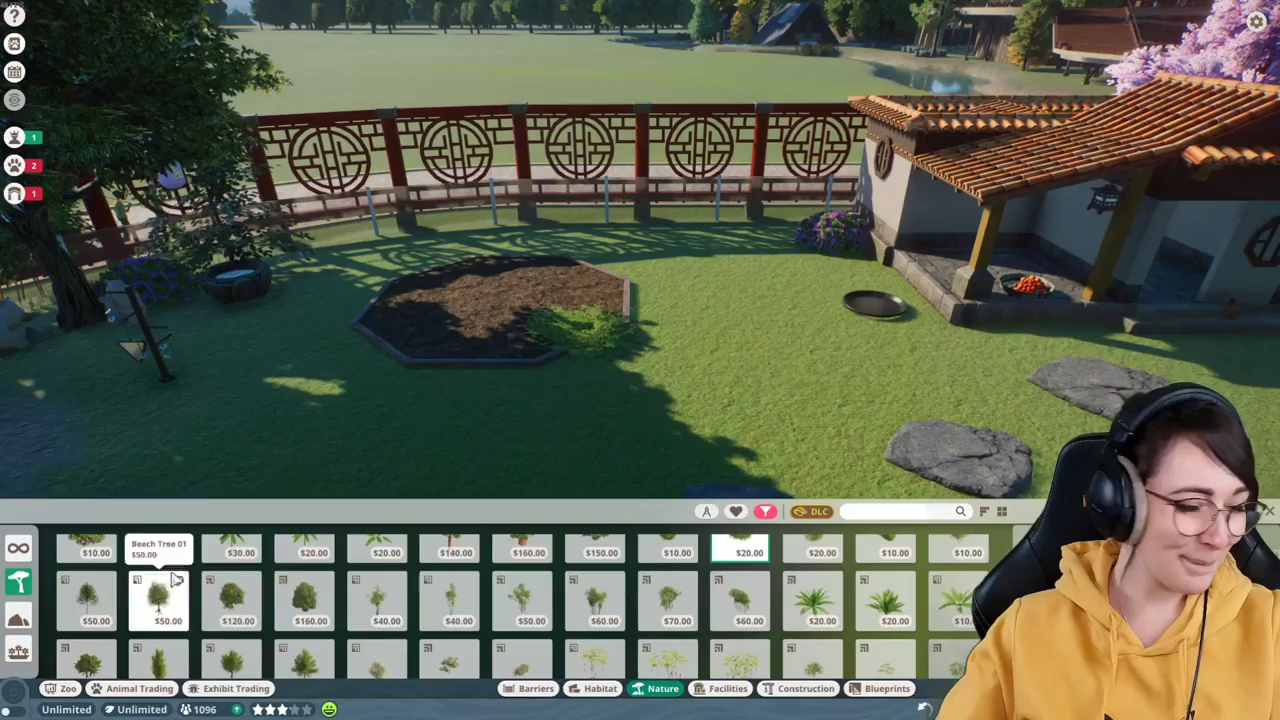 1
2
1
DLC
Beech Tree 01
$50.00
$10.00 $30.00 $20.00 $20.00 $140.00 $160.00 $150.00 $10.00 $20.00 $20.00 $10.00 $10.00
$50.00 $50.00 $120.00 $160.00 $40.00 $40.00 $50.00 $60.00 $70.00 $60.00 $20.00 $20.00 $10.00
Zoo Animal Trading Exhibit Trading Barriers Habitat Nature Facilities Construction Blueprints
Unlimited Unlimited 1096